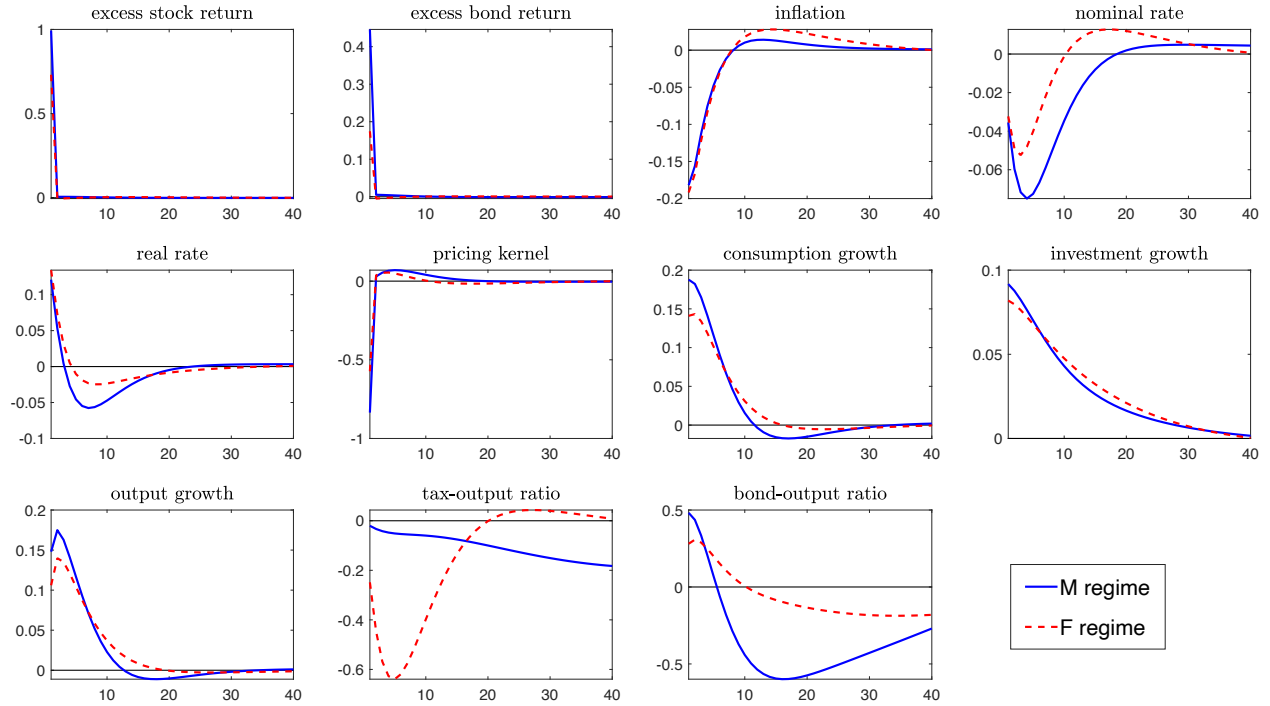 excess stock return
1
0.5
0
10 20 30 40
excess bond return
0.4
0.3
0.2
0.1
0
10 20 30 40
inflation
0
-0.05
-0.1
-0.15
-0.2
10 20 30 40
nominal rate
0
-0.02
-0.04
-0.06
10 20 30 40
real rate
0.1
0.05
0
-0.05
-0.1
10 20 30 40
pricing kernel
0
-0.5
-1
10 20 30 40
consumption growth
0.2
0.15
0.1
0.05
0
10 20 30 40
investment growth
0.1
0.05
0
10 20 30 40
output growth
0.2
0.15
0.1
0.05
0
10 20 30 40
tax-output ratio
0
-0.2
-0.4
-0.6
10 20 30 40
bond-output ratio
0.5
0
-0.5
10 20 30 40
M regime
F regime